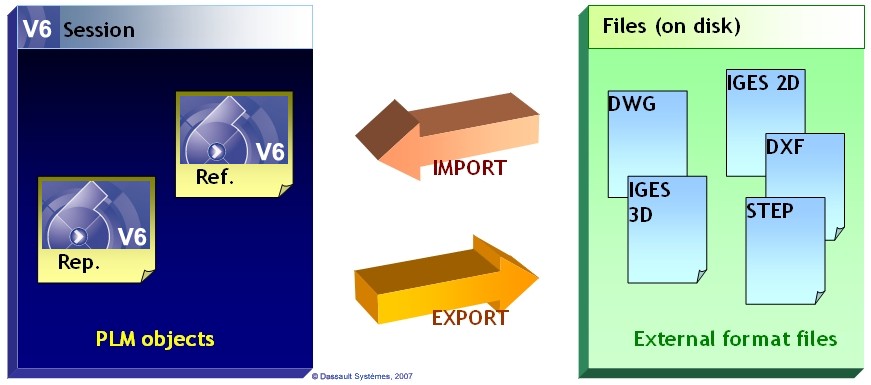 V6 Session
V6
Ref.
V6
Rep.
PLM objects
IMPORT
EXPORT
© Dassault Systèmes, 2007
Files (on disk)
DWG
IGES 2D
DXF
IGES
3D
STEP
External format files